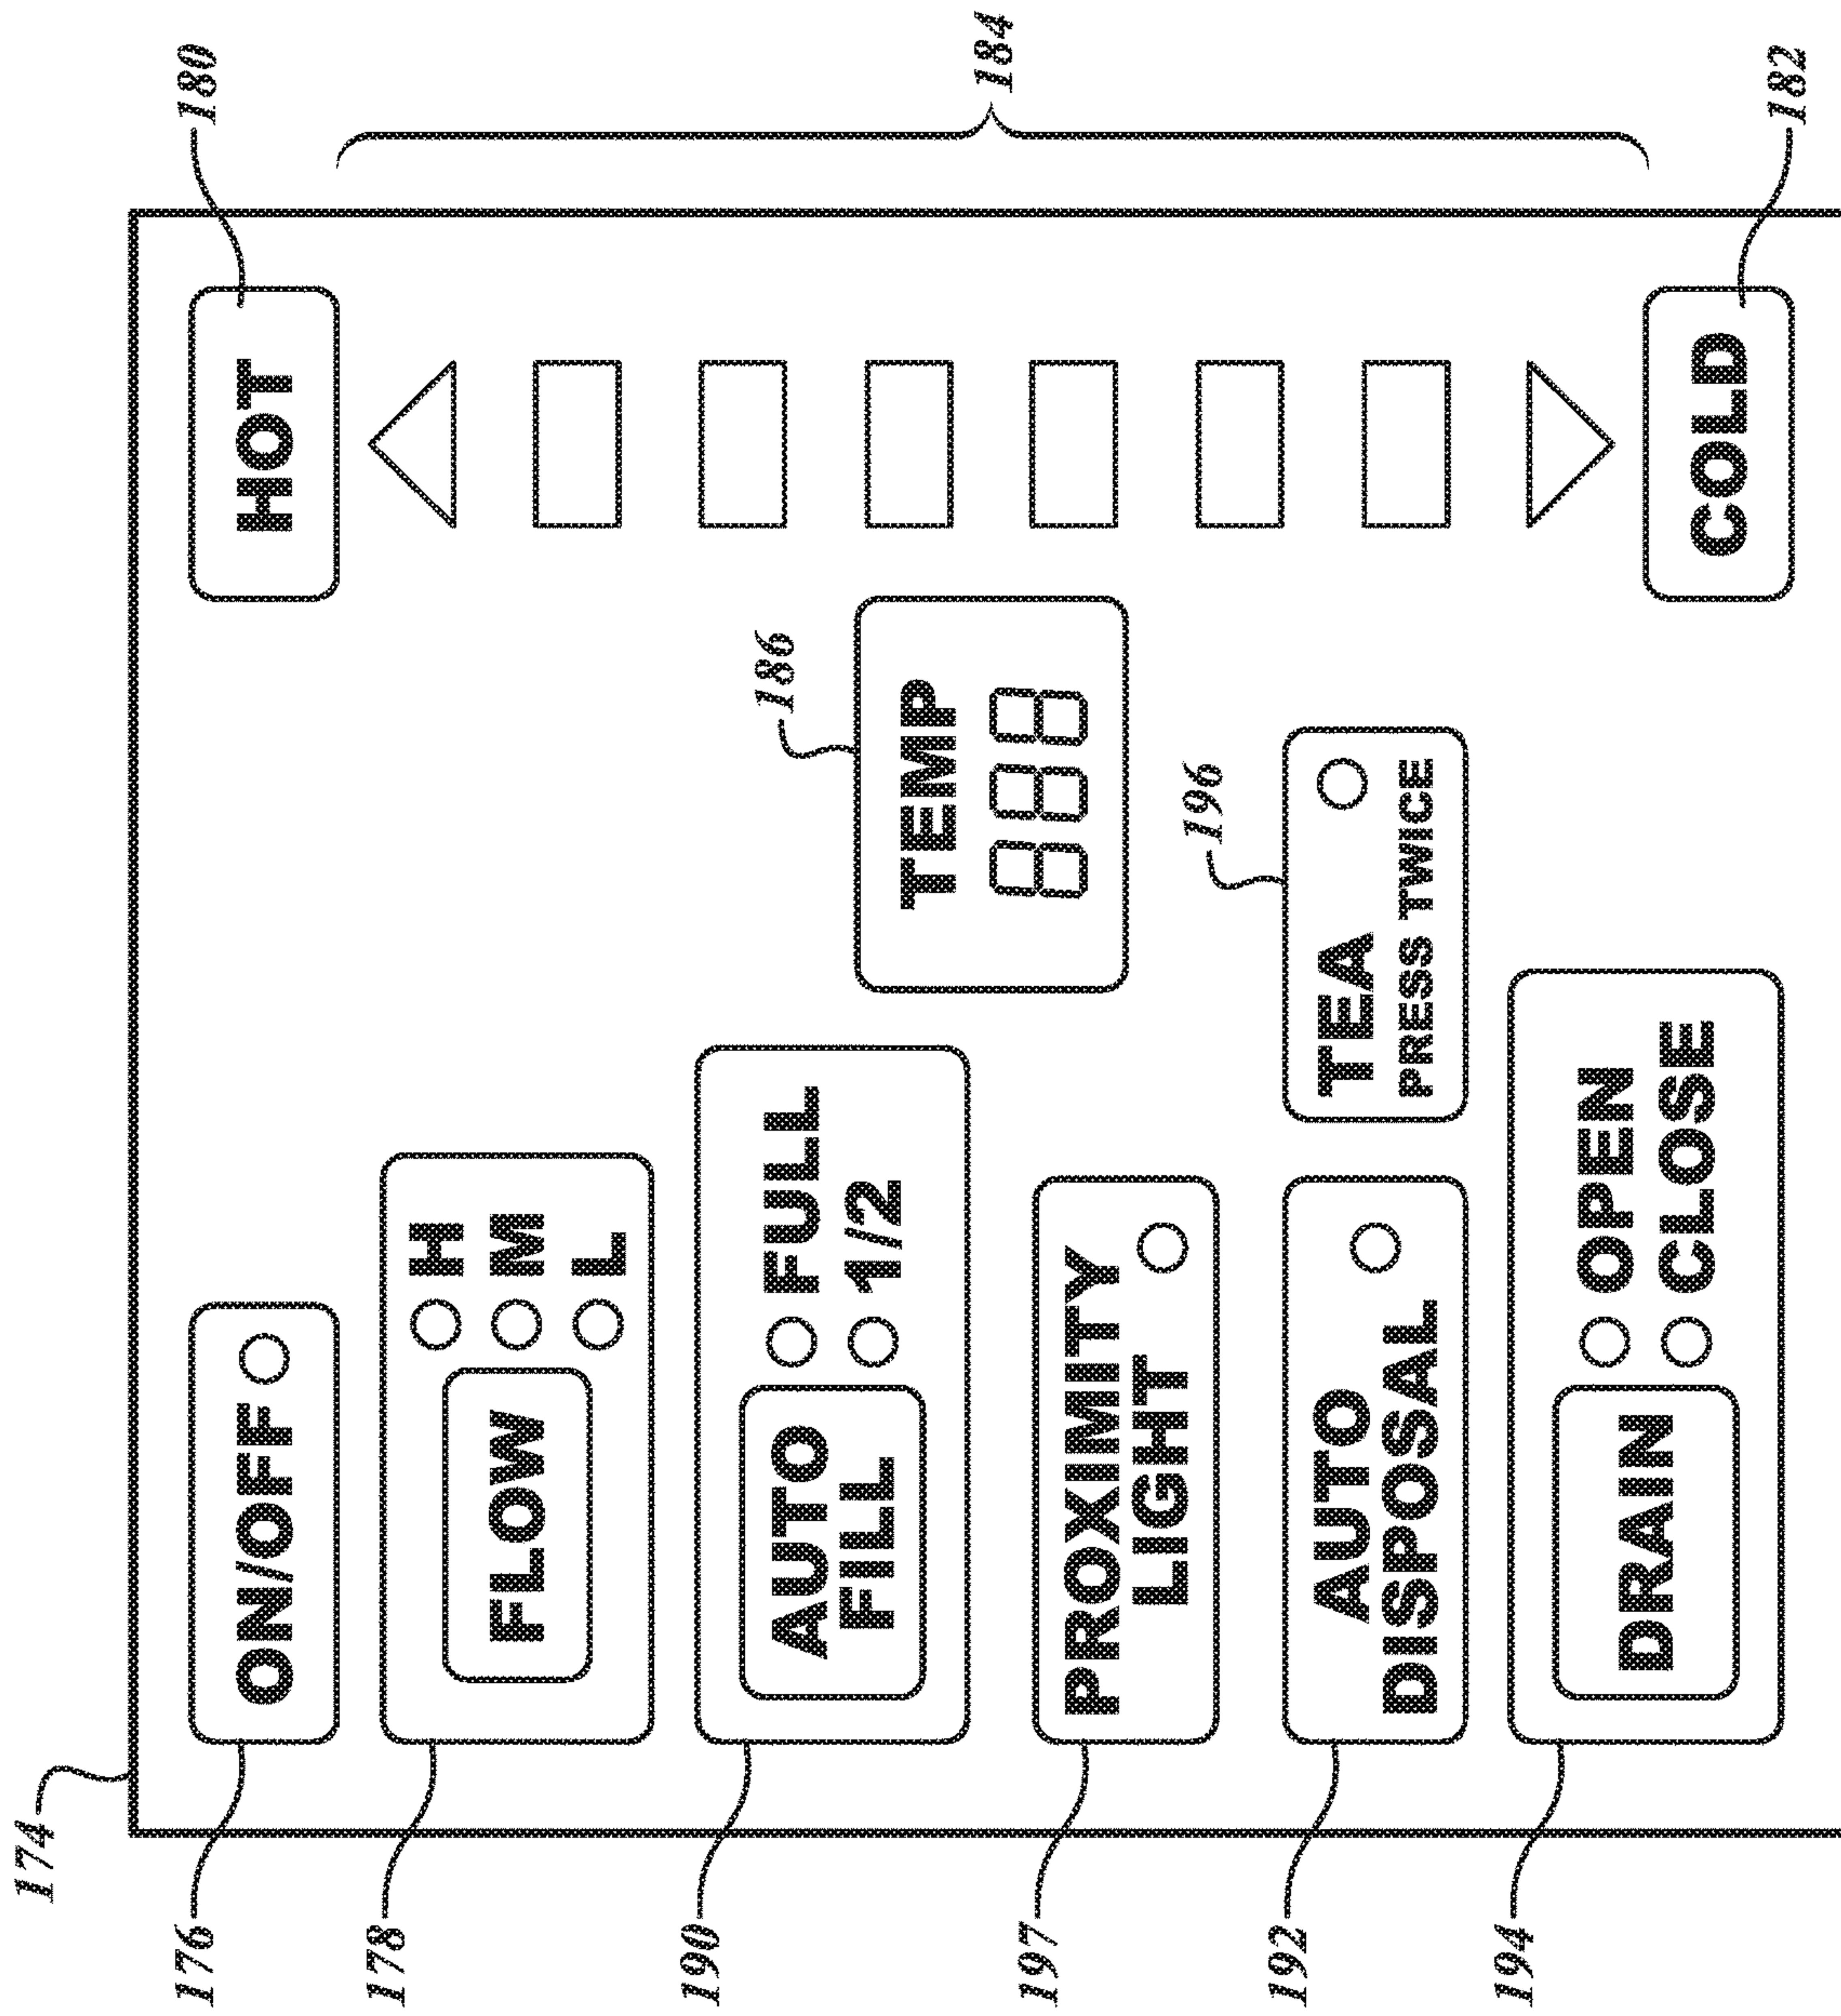 174
176
ON/OFF
HOT
180
178
FLOW
H
M
L
190
AUTO
FILL
FULL
1/2
186
TEMP
888
184
197
PROXIMITY
LIGHT
196
TEA
PRESS TWICE
192
AUTO
DISPOSAL
194
DRAIN
OPEN
CLOSE
COLD
182